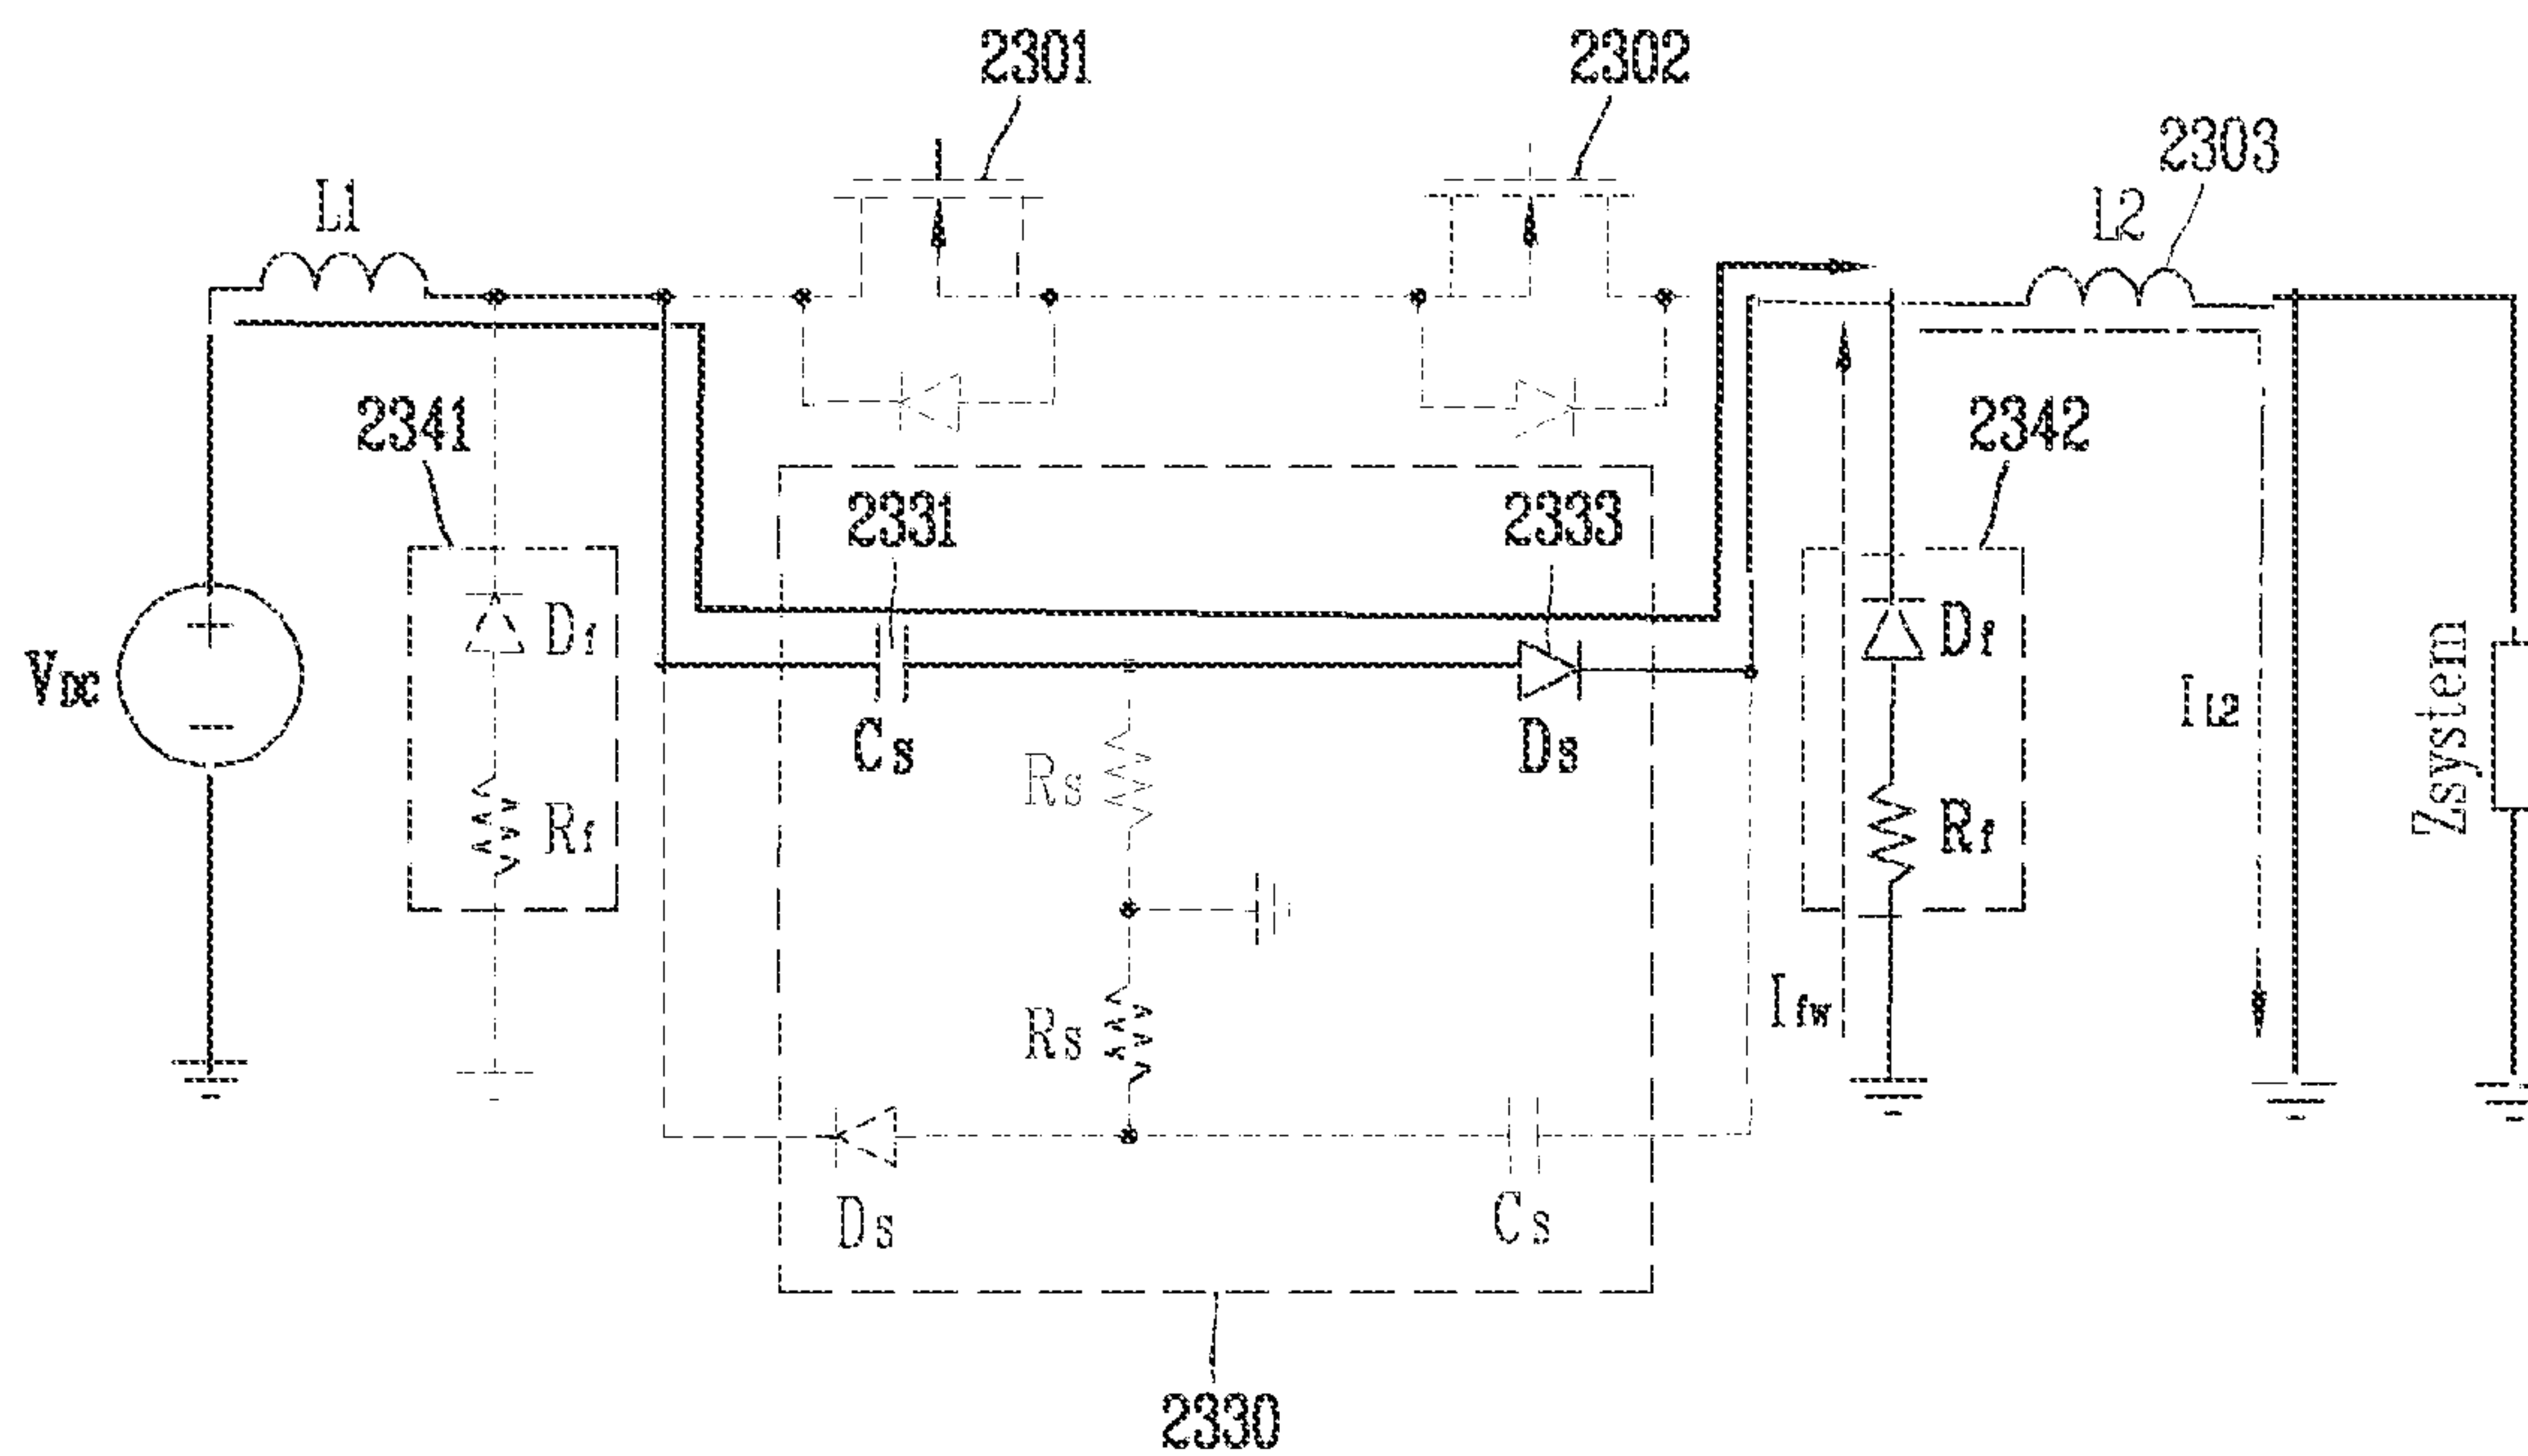 2301
2302
2303
L1
L2
2341
2342
2331
2333
VDC
Df
Df
Cs
Ds
IL2
Zsystem
Rs
Rf
Rf
Ifw
Rs
Ds
Cs
2330